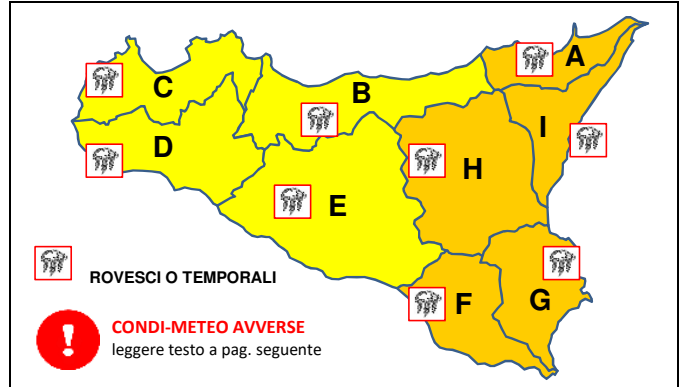 A
C
B
I
D
H
E
F
G
ROVESCI O TEMPORALI
CONDI-METEO AVVERSE
leggere testo a pag. seguente